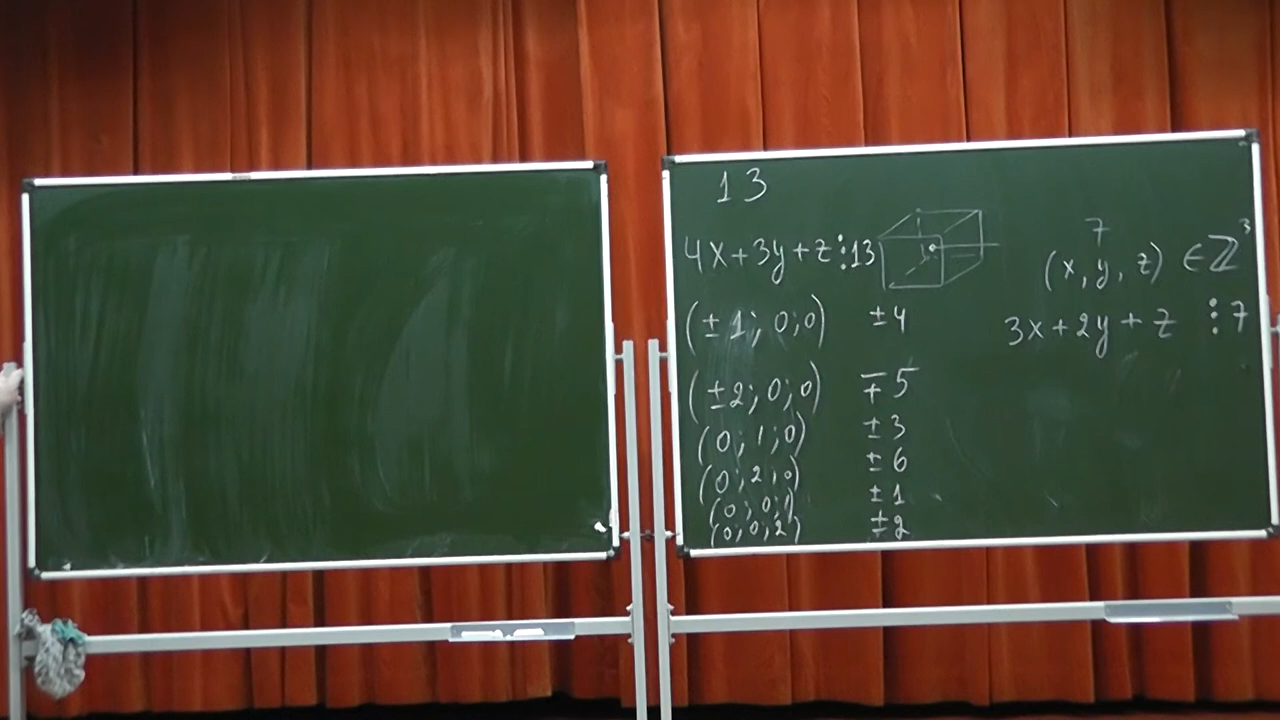 13
4x+3y+z⋮13
(±1; 0; 0) ±4
(±2; 0; 0) ∓5
(0; 1; 0) ±3
(0; 2; 0) ±6
(0; 0; 1) ±1
(0; 0; 2) ±2
7
(x, y, z) ∈ ℤ³
3x+2y+z ⋮7